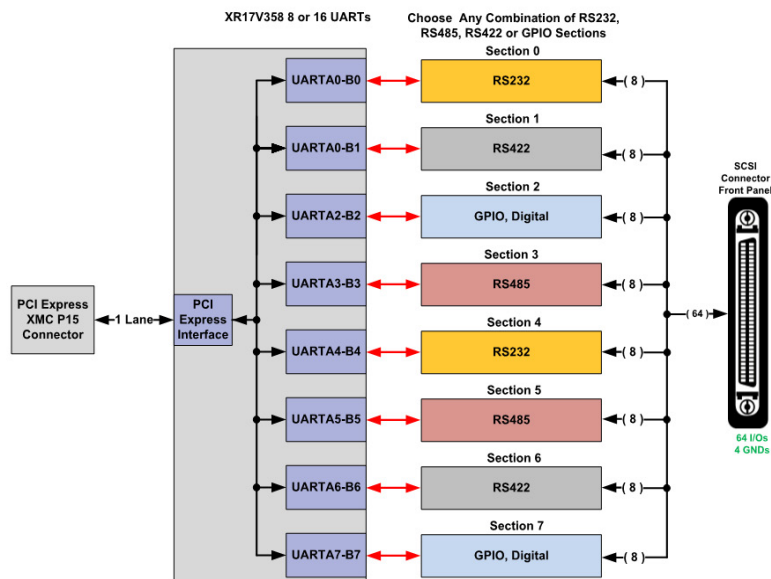 XR17V358 8 or 16 UARTs
Choose Any Combination of RS232,
RS485, RS422 or GPIO Sections
Section 0
UARTA0-B0
RS232
( 8 )
Section 1
UARTA0-B1
RS422
( 8 )
SCSI
Connector
Front Panel
Section 2
UARTA2-B2
GPIO, Digital
( 8 )
Section 3
UARTA3-B3
RS485
( 8 )
PCI Express
XMC P15
Connector
1 Lane
PCI
Express
Interface
( 64 )
Section 4
UARTA4-B4
RS232
( 8 )
Section 5
UARTA5-B5
RS485
( 8 )
64 I/Os
4 GNDs
Section 6
UARTA6-B6
RS422
( 8 )
Section 7
UARTA7-B7
GPIO, Digital
( 8 )